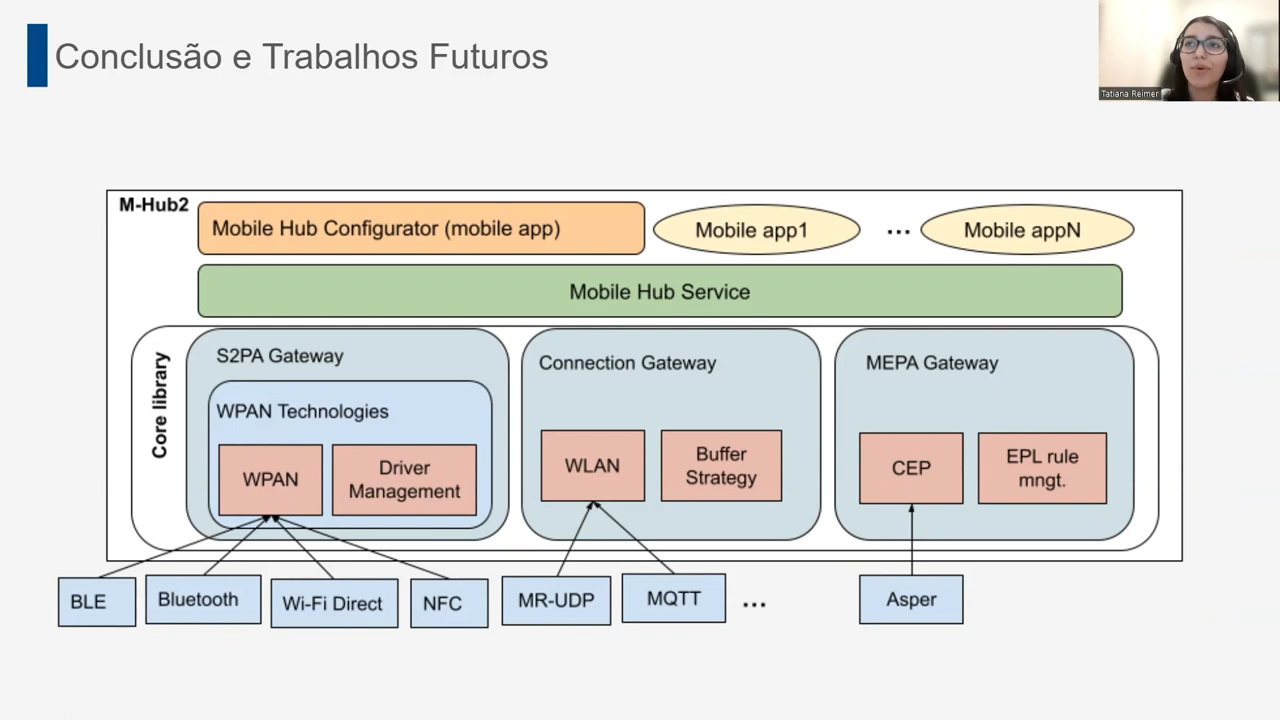 Conclusão e Trabalhos Futuros
Tatiana Reimer
M-Hub2
Mobile Hub Configurator (mobile app)
Mobile app1
...
Mobile appN
Mobile Hub Service
Core library
S2PA Gateway
WPAN Technologies
WPAN
Driver
Management
Connection Gateway
WLAN
Buffer
Strategy
MEPA Gateway
CEP
EPL rule
mngt.
BLE
Bluetooth
Wi-Fi Direct
NFC
MR-UDP
MQTT
...
Asper